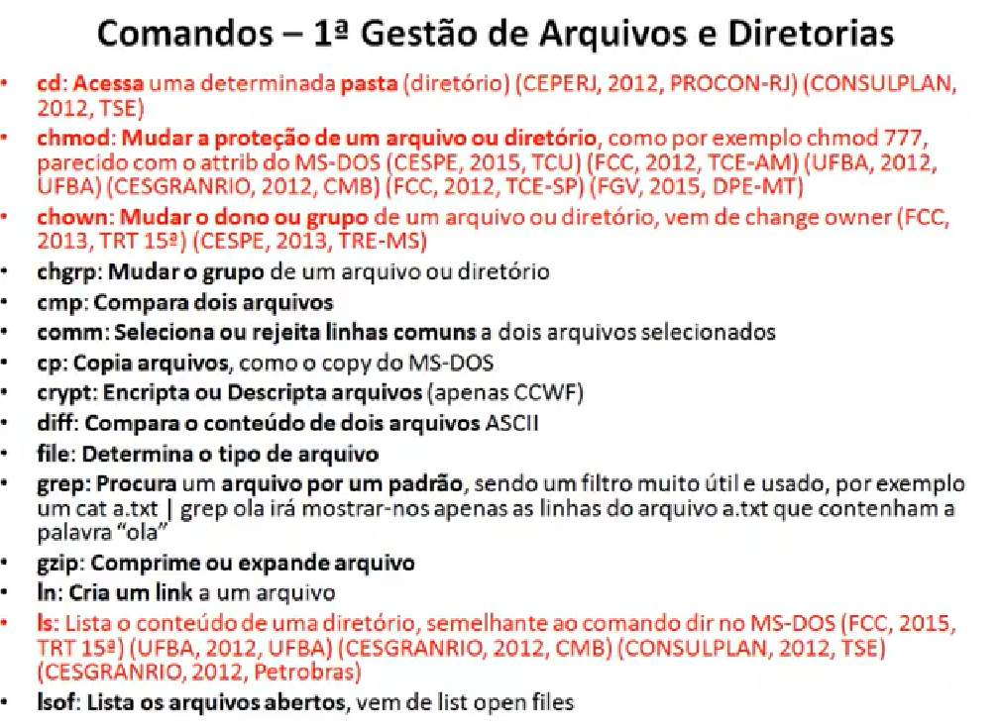 Comandos – 1ª Gestão de Arquivos e Diretorias
• cd: Acessa uma determinada pasta (diretório) (CEPERJ, 2012, PROCON-RJ) (CONSULPLAN,
2012, TSE)
• chmod: Mudar a proteção de um arquivo ou diretório, como por exemplo chmod 777,
parecido com o attrib do MS-DOS (CESPE, 2015, TCU) (FCC, 2012, TCE-AM) (UFBA, 2012,
UFBA) (CESGRANRIO, 2012, CMB) (FCC, 2012, TCE-SP) (FGV, 2015, DPE-MT)
• chown: Mudar o dono ou grupo de um arquivo ou diretório, vem de change owner (FCC,
2013, TRT 15ª) (CESPE, 2013, TRE-MS)
• chgrp: Mudar o grupo de um arquivo ou diretório
• cmp: Compara dois arquivos
• comm: Seleciona ou rejeita linhas comuns a dois arquivos selecionados
• cp: Copia arquivos, como o copy do MS-DOS
• crypt: Encripta ou Descripta arquivos (apenas CCWF)
• diff: Compara o conteúdo de dois arquivos ASCII
• file: Determina o tipo de arquivo
• grep: Procura um arquivo por um padrão, sendo um filtro muito útil e usado, por exemplo
um cat a.txt | grep ola irá mostrar-nos apenas as linhas do arquivo a.txt que contenham a
palavra “ola”
• gzip: Comprime ou expande arquivo
• ln: Cria um link a um arquivo
• ls: Lista o conteúdo de uma diretório, semelhante ao comando dir no MS-DOS (FCC, 2015,
TRT 15ª) (UFBA, 2012, UFBA) (CESGRANRIO, 2012, CMB) (CONSULPLAN, 2012, TSE)
(CESGRANRIO, 2012, Petrobras)
• lsof: Lista os arquivos abertos, vem de list open files